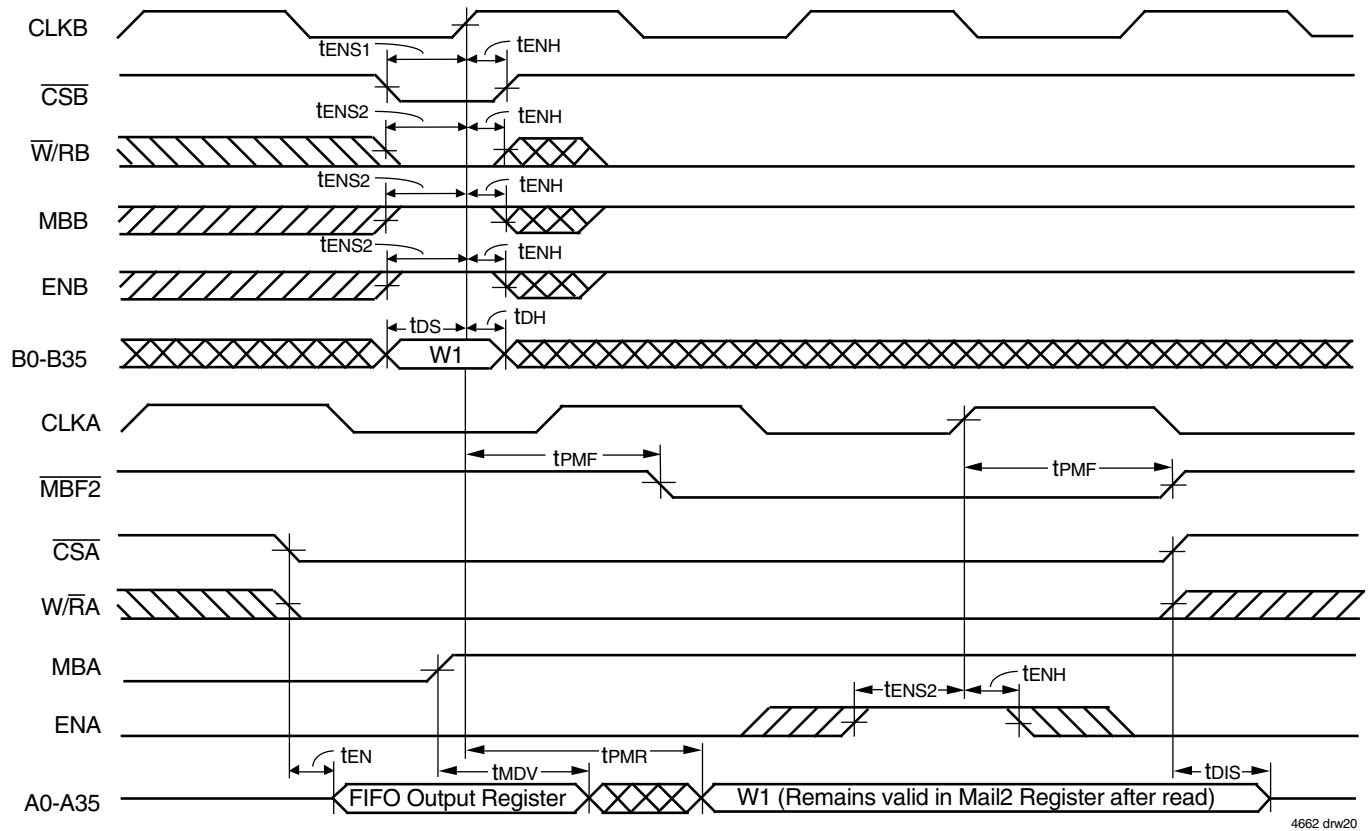 CLKB
tENS1 tENH
CSB
tENS2 tENH
W/RB
tENS2 tENH
MBB
tENS2 tENH
ENB
tDS tDH
B0-B35 W1
CLKA
tPMF tPMF
MBF2
CSA
W/RA
MBA
tENS2 tENH
ENA
tEN tMDV tPMR tDIS
A0-A35 FIFO Output Register W1 (Remains valid in Mail2 Register after read)
4662 drw20